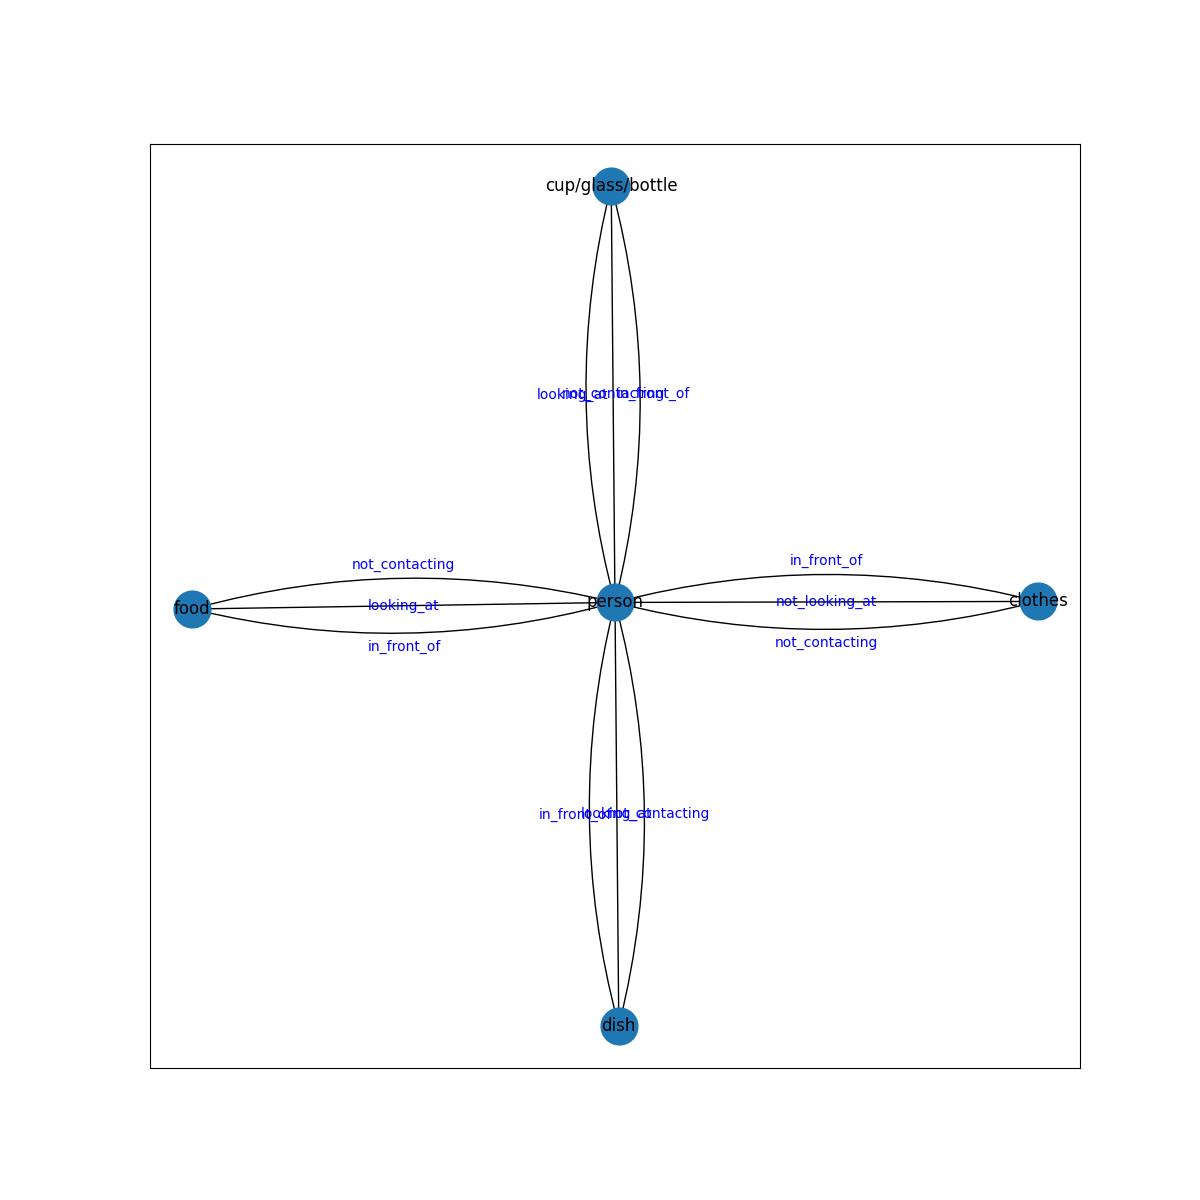 cup/glass/bottle
looking_at
not_contacting
in_front_of
not_contacting
in_front_of
food
looking_at
person
not_looking_at
clothes
in_front_of
not_contacting
in_front_of
looking_at
not_contacting
dish